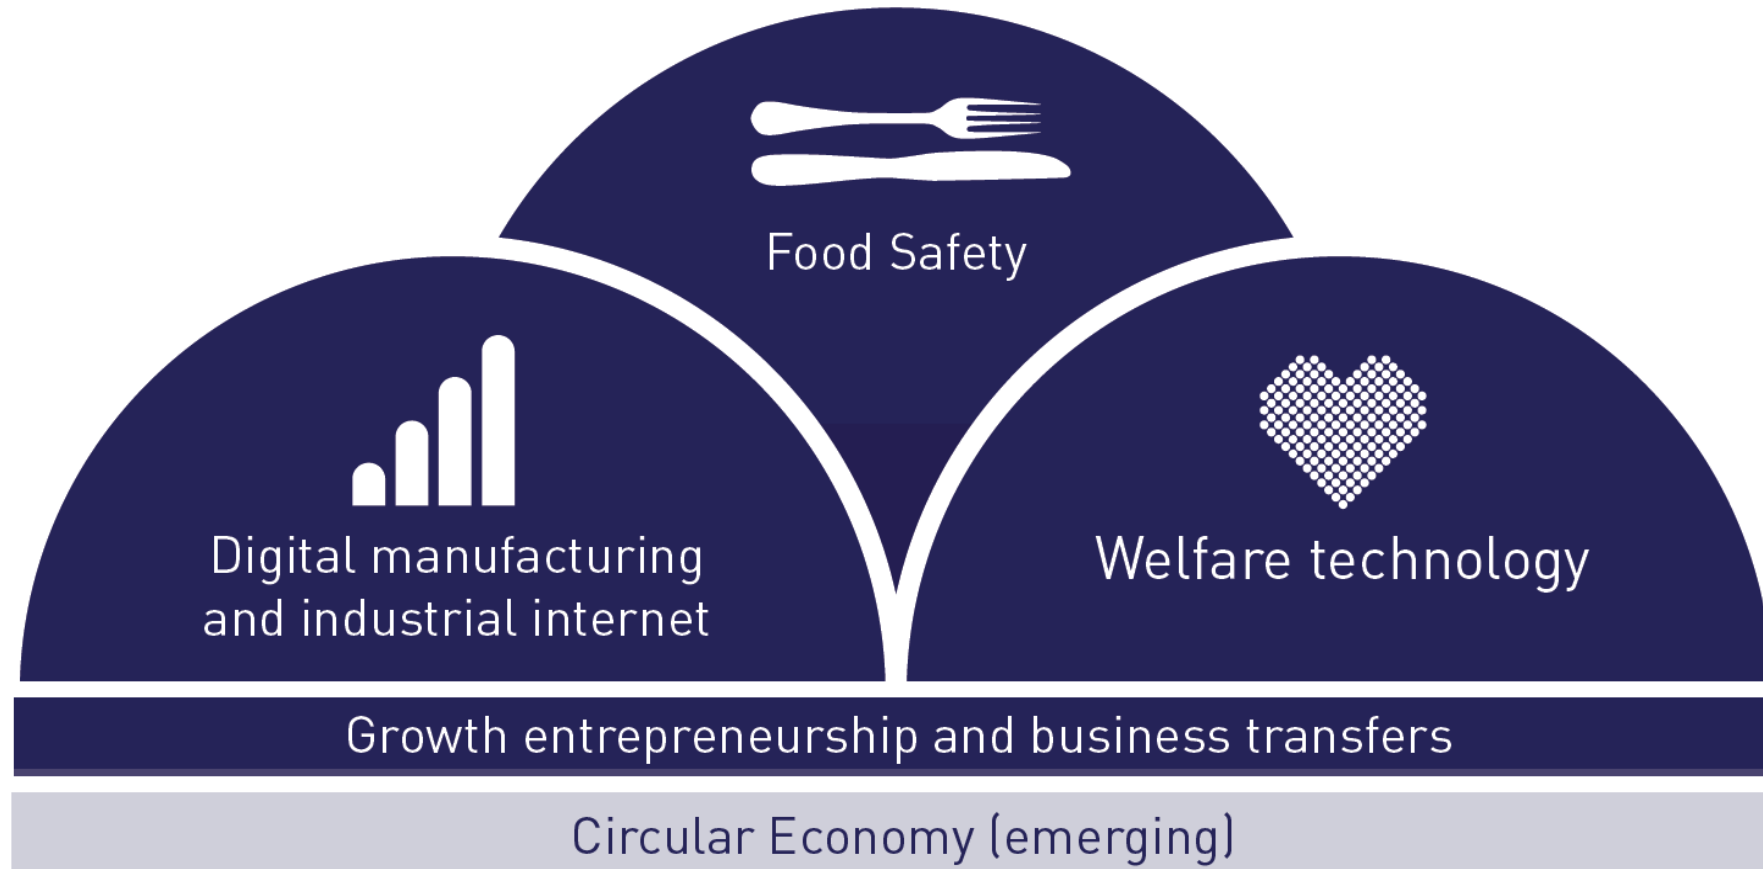 Food Safety
Digital manufacturing
and industrial internet
Welfare technology
Growth entrepreneurship and business transfers
Circular Economy (emerging)